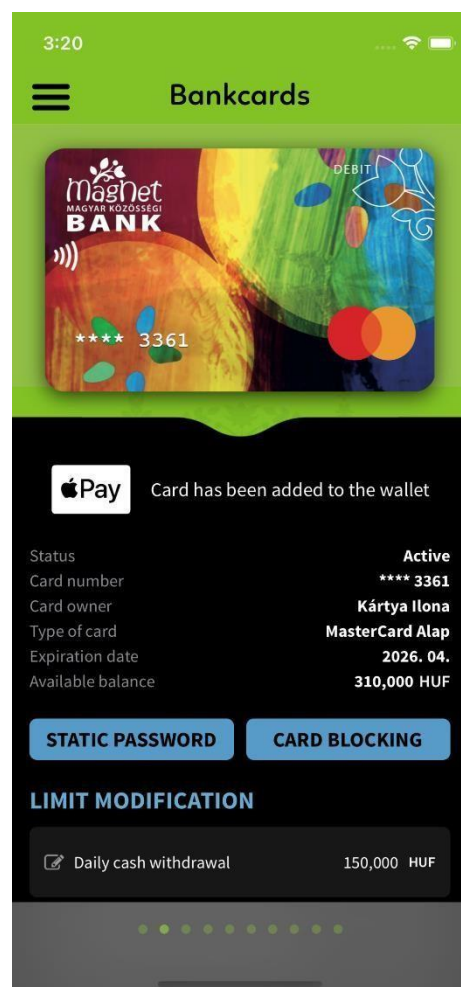 3:20
Bankcards
magnet
MAGYAR KÖZÖSSÉGI
BANK
DEBIT
**** 3361
Pay Card has been added to the wallet
Status Active
Card number **** 3361
Card owner Kártya Ilona
Type of card MasterCard Alap
Expiration date 2026. 04.
Available balance 310,000 HUF
STATIC PASSWORD CARD BLOCKING
LIMIT MODIFICATION
Daily cash withdrawal 150,000 HUF